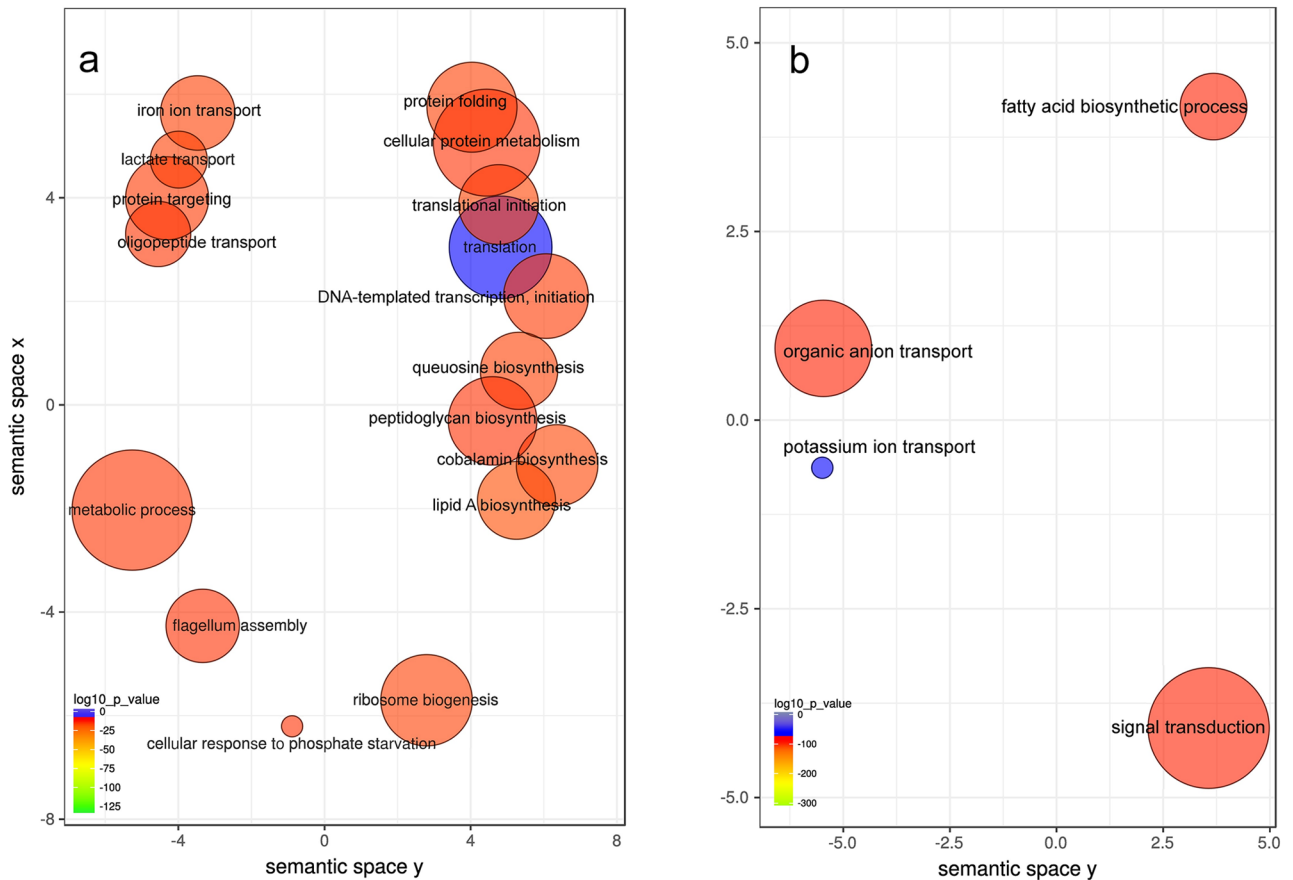 a
iron ion transport
lactate transport
protein targeting
oligopeptide transport
protein folding
cellular protein metabolism
translational initiation
translation
DNA-templated transcription, initiation
queuosine biosynthesis
peptidoglycan biosynthesis
cobalamin biosynthesis
lipid A biosynthesis
metabolic process
flagellum assembly
ribosome biogenesis
cellular response to phosphate starvation
log10_p_value
0
-25
-50
-75
-100
-125
4
0
-4
-8
-4
0
4
8
semantic space x
semantic space y
b
fatty acid biosynthetic process
organic anion transport
potassium ion transport
signal transduction
log10_p_value
0
-100
-200
-300
5.0
2.5
0.0
-2.5
-5.0
-5.0
-2.5
0.0
2.5
5.0
semantic space y